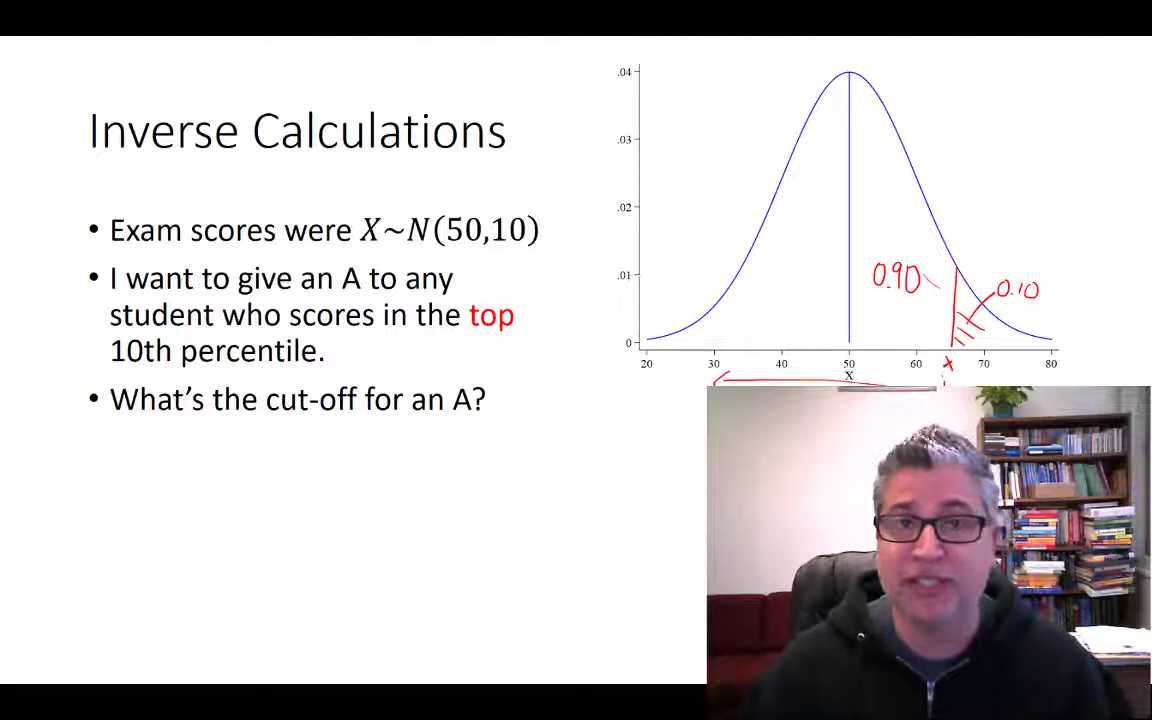 Inverse Calculations
• Exam scores were X~N(50,10)
• I want to give an A to any
student who scores in the top
10th percentile.
• What’s the cut-off for an A?
.04
.03
.02
.01
0
0.90
0.10
20 30 40 50 60 70 80
x
X